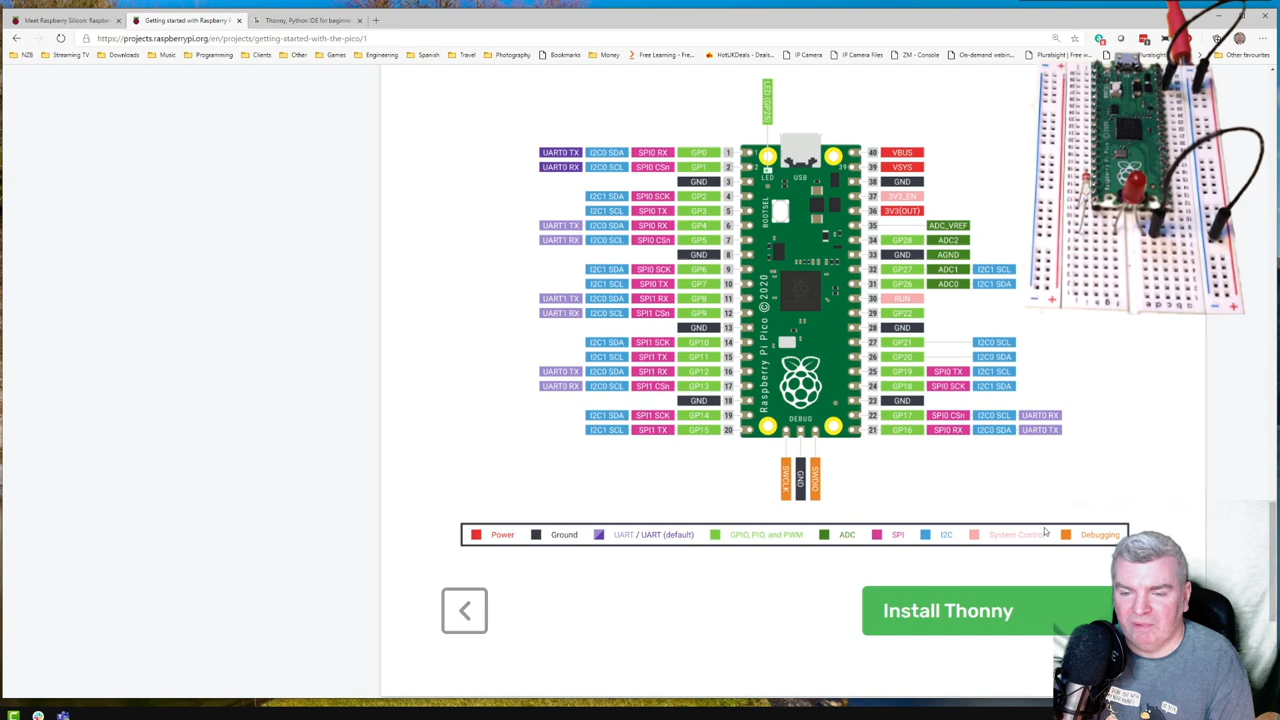 Meet Raspberry Silicon: Raspber
Getting started with Raspberry P
Thonny, Python IDE for beginner
https://projects.raspberrypi.org/en/projects/getting-started-with-the-pico/1
NZB
Streaming TV
Downloads
Music
Programming
Clients
Other
Games
Engineering
Spanish
Travel
Photography
Bookmarks
Money
Free Learning - Fre...
HotUKDeals - Deals...
IP Camera
IP Camera Files
ZM - Console
On-demand webin...
Pluralsight | Hom...
Other favourites
LED (GP25)
UART0 TX I2C0 SDA SPI0 RX GP0 1
40 VBUS
UART0 RX I2C0 SCL SPI0 CSn GP1 2
39 VSYS
GND 3
38 GND
I2C1 SDA SPI0 SCK GP2 4
37 3V3_EN
I2C1 SCL SPI0 TX GP3 5
36 3V3(OUT)
UART1 TX I2C0 SDA SPI0 RX GP4 6
35 ADC_VREF
UART1 RX I2C0 SCL SPI0 CSn GP5 7
34 GP28 ADC2
GND 8
33 GND AGND
I2C1 SDA SPI0 SCK GP6 9
32 GP27 ADC1 I2C1 SCL
I2C1 SCL SPI0 TX GP7 10
31 GP26 ADC0 I2C1 SDA
UART1 TX I2C0 SDA SPI1 RX GP8 11
30 RUN
UART1 RX I2C0 SCL SPI1 CSn GP9 12
29 GP22
GND 13
28 GND
I2C1 SDA SPI1 SCK GP10 14
27 GP21 I2C0 SCL
I2C1 SCL SPI1 TX GP11 15
26 GP20 I2C0 SDA
UART0 TX I2C0 SDA SPI1 RX GP12 16
25 GP19 SPI0 TX I2C1 SCL
UART0 RX I2C0 SCL SPI1 CSn GP13 17
24 GP18 SPI0 SCK I2C1 SDA
GND 18
23 GND
I2C1 SDA SPI1 SCK GP14 19
22 GP17 SPI0 CSn I2C0 SCL UART0 RX
I2C1 SCL SPI1 TX GP15 20
21 GP16 SPI0 RX I2C0 SDA UART0 TX
2
39
LED
USB
BOOTSEL
Raspberry Pi Pico © 2020
DEBUG
SWCLK
GND
SWDIO
Power
Ground
UART / UART (default)
GPIO, PIO, and PWM
ADC
SPI
I2C
System Control
Debugging
Install Thonny